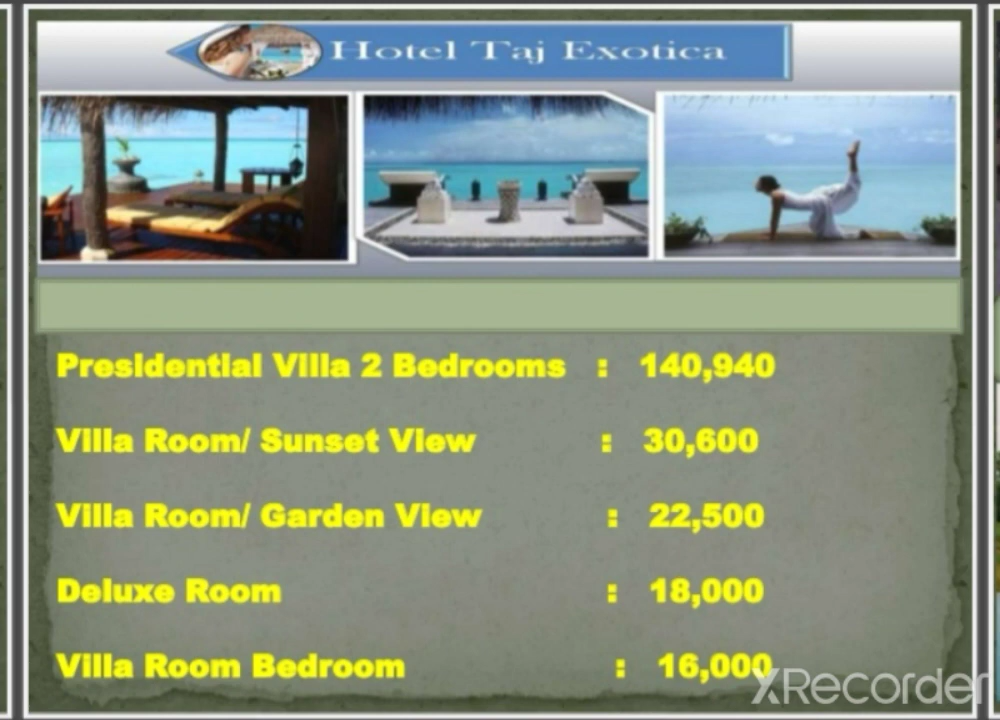 Hotel Taj Exotica
Presidential Villa 2 Bedrooms : 140,940
Villa Room/ Sunset View : 30,600
Villa Room/ Garden View : 22,500
Deluxe Room : 18,000
Villa Room Bedroom : 16,000
XRecorder